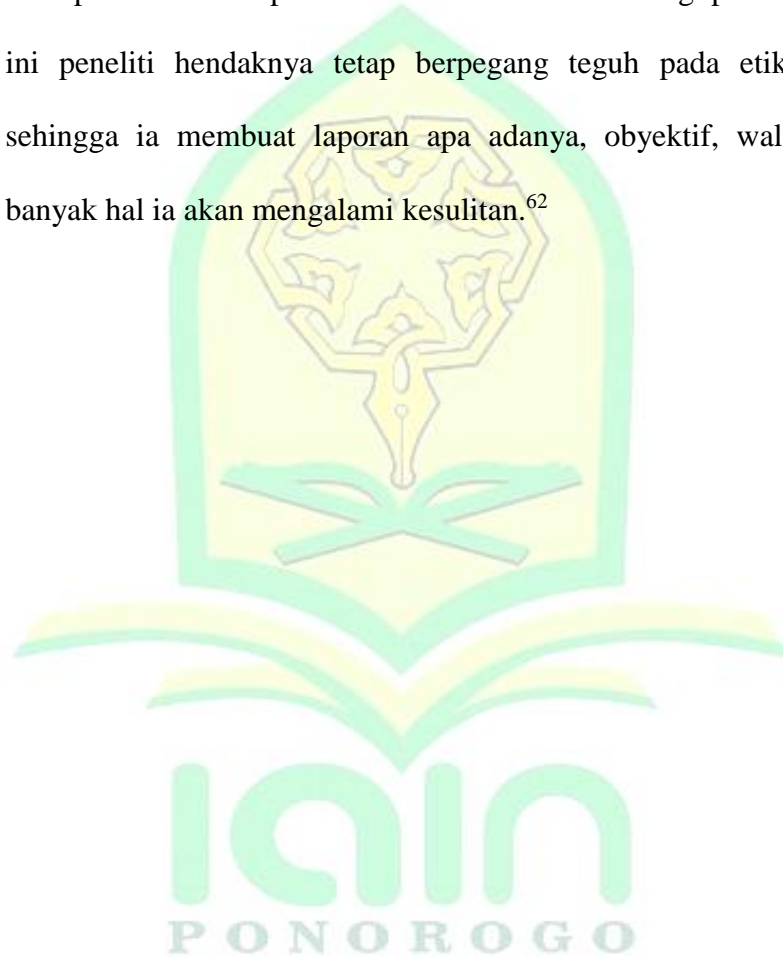 ini peneliti hendaknya tetap berpegang teguh pada etik
sehingga ia membuat laporan apa adanya, obyektif, wal
banyak hal ia akan mengalami kesulitan.62
iain
PONOROGO